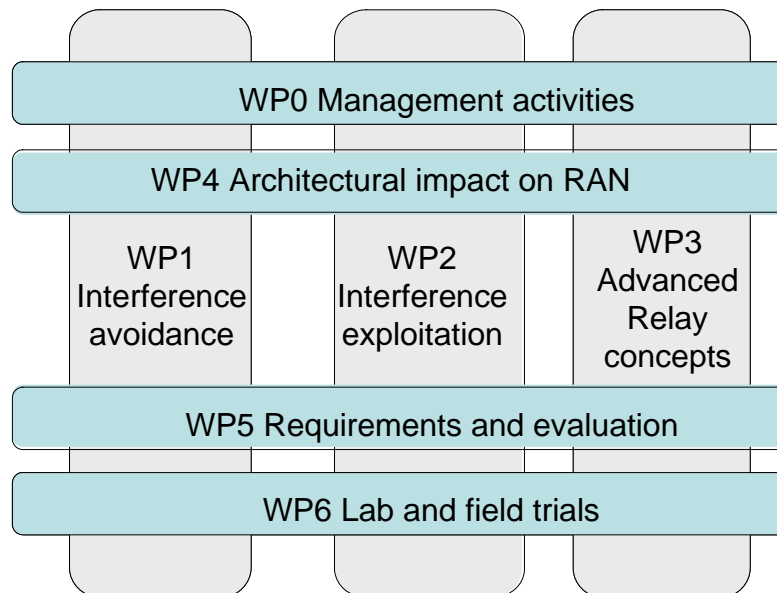 WP0 Management activities
WP4 Architectural impact on RAN
WP1
Interference
avoidance
WP2
Interference
exploitation
WP3
Advanced
Relay
concepts
WP5 Requirements and evaluation
WP6 Lab and field trials